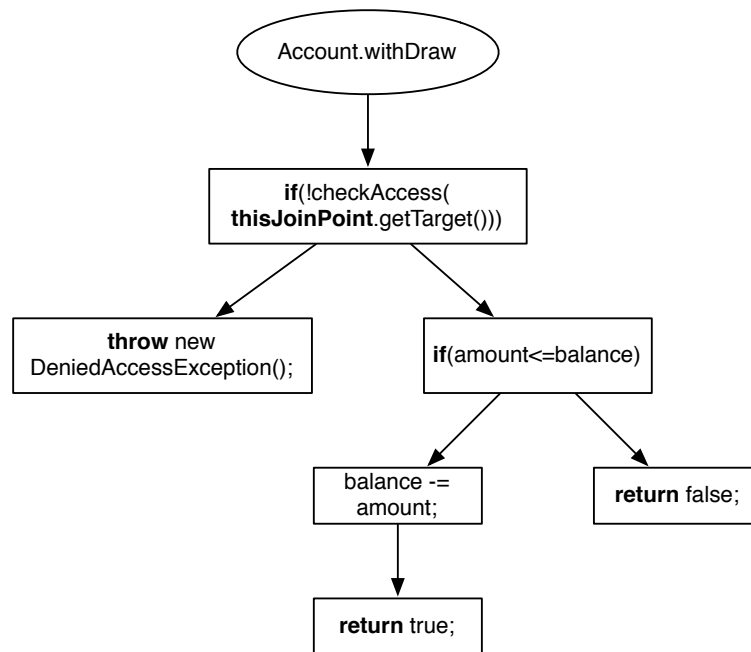 Account.withDraw
if(!checkAccess(
thisJoinPoint.getTarget()))
throw new
DeniedAccessException();
if(amount<=balance)
balance -=
amount;
return false;
return true;